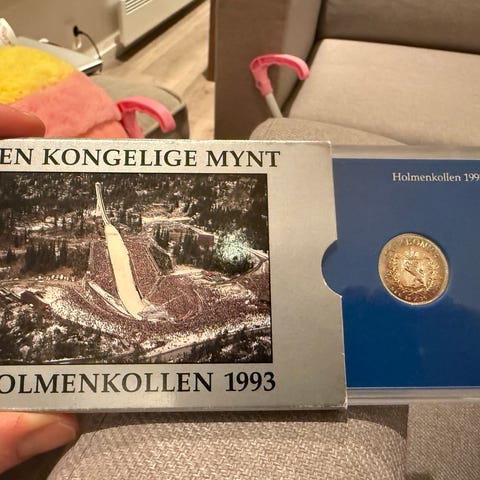 EN KONGELIGE MYNT
OLMENKOLLEN 1993
Holmenkollen 199